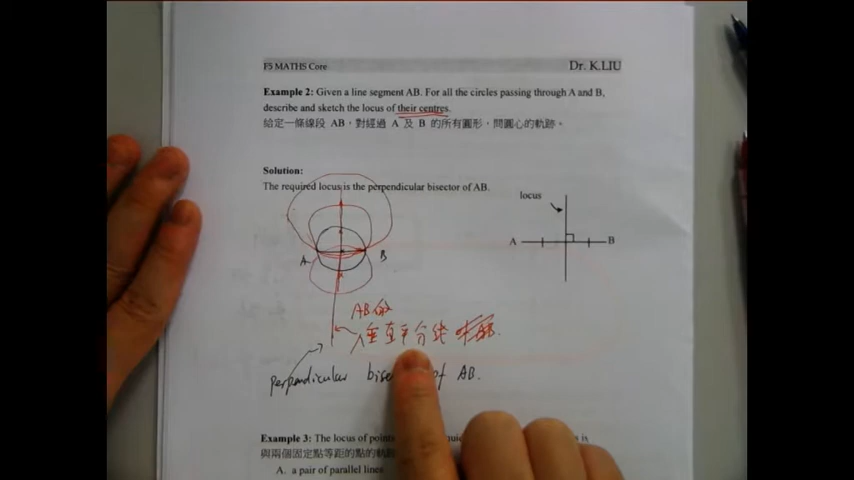 F5 MATHS Core
Dr. K.LIU
Example 2: Given a line segment AB. For all the circles passing through A and B,
describe and sketch the locus of their centres.
給定一條線段 AB，對經過 A 及 B 的所有圓形，問圓心的軌跡。
Solution:
The required locus is the perpendicular bisector of AB.
locus
A
B
A
B
AB的
垂直平分綫
perpendicular bise of AB.
Example 3: The locus of points is
與兩個固定點等距的點的軌
A. a pair of parallel lines